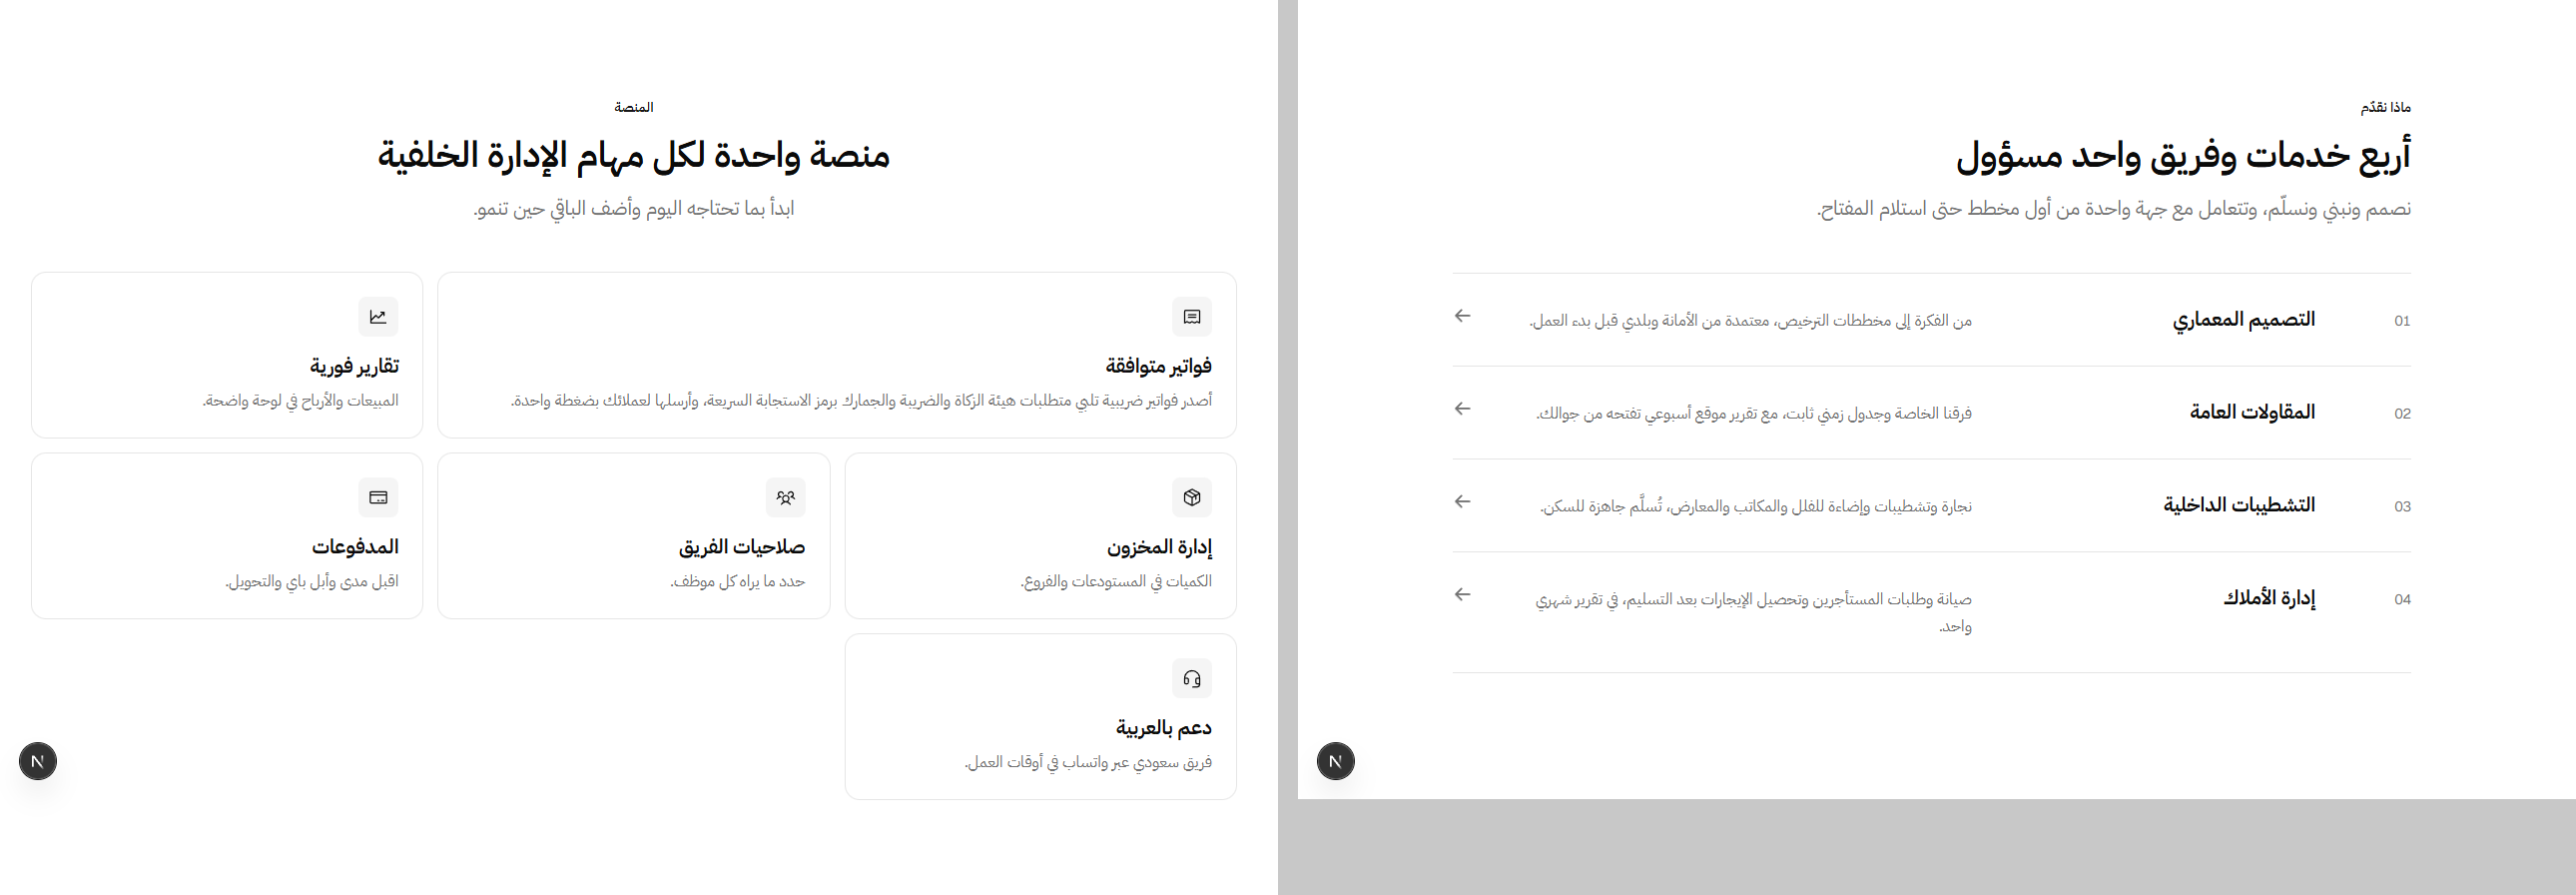 ماذا نقدّم
أربع خدمات وفريق واحد مسؤول
نصمم ونبني ونسلّم، وتتعامل مع جهة واحدة من أول مخطط حتى استلام المفتاح.
01
التصميم المعماري
من الفكرة إلى مخططات الترخيص، معتمدة من الأمانة وبلدي قبل بدء العمل.
02
المقاولات العامة
فرقنا الخاصة وجدول زمني ثابت، مع تقرير موقع أسبوعي تفتحه من جوالك.
03
التشطيبات الداخلية
نجارة وتشطيبات وإضاءة للفلل والمكاتب والمعارض، تُسلَّم جاهزة للسكن.
04
إدارة الأملاك
صيانة وطلبات المستأجرين وتحصيل الإيجارات بعد التسليم، في تقرير شهري
واحد.
N
المنصة
منصة واحدة لكل مهام الإدارة الخلفية
ابدأ بما تحتاجه اليوم وأضف الباقي حين تنمو.
فواتير متوافقة
أصدر فواتير ضريبية تلبي متطلبات هيئة الزكاة والضريبة والجمارك برمز الاستجابة السريعة، وأرسلها لعملائك بضغطة واحدة.
تقارير فورية
المبيعات والأرباح في لوحة واضحة.
إدارة المخزون
الكميات في المستودعات والفروع.
صلاحيات الفريق
حدد ما يراه كل موظف.
المدفوعات
اقبل مدى وأبل باي والتحويل.
دعم بالعربية
فريق سعودي عبر واتساب في أوقات العمل.
N